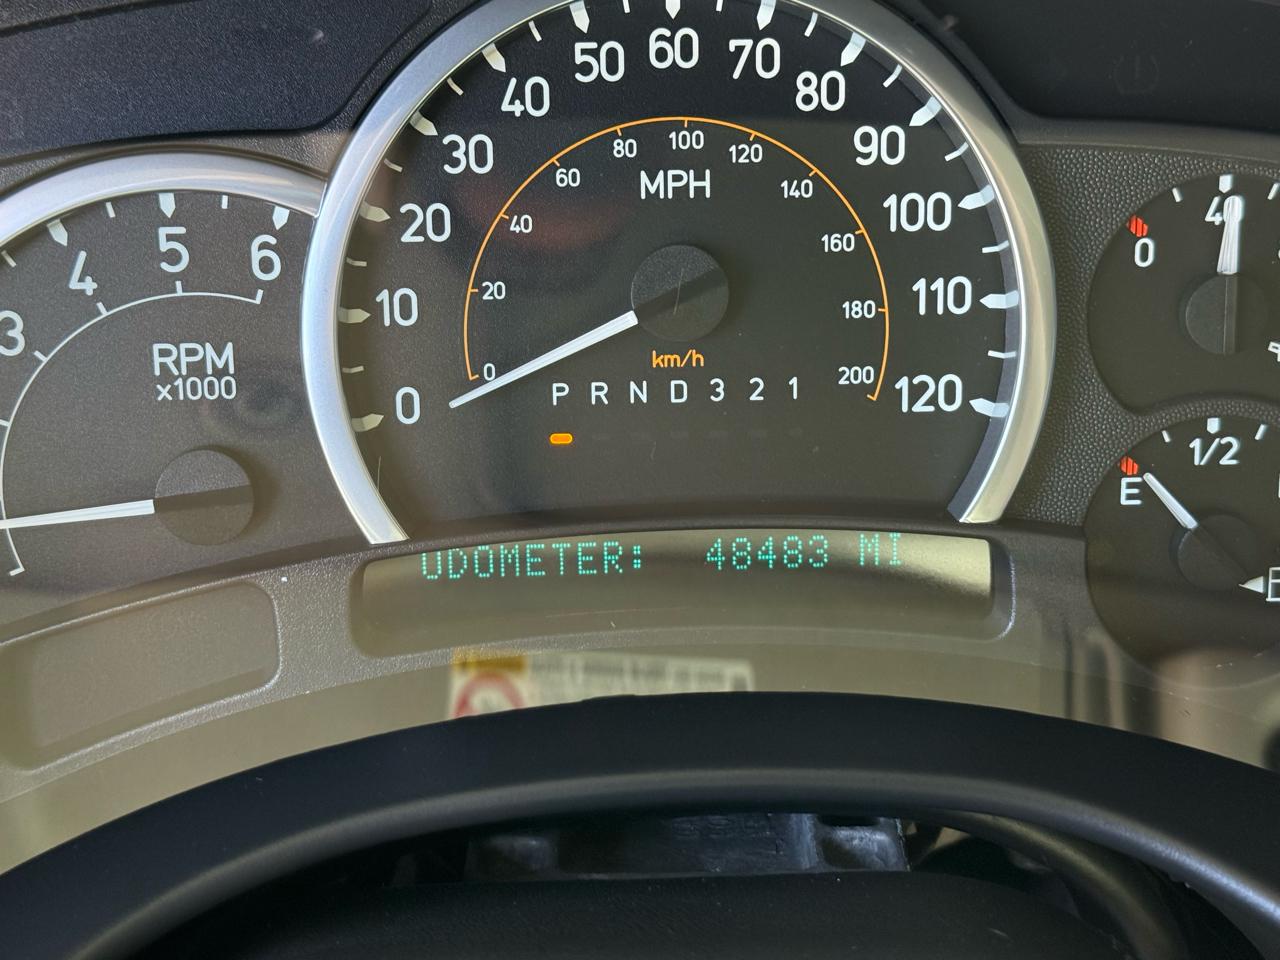 0 10 20 30 40 50 60 70 80 90 100 110 120
MPH
0 20 40 60 80 100 120 140 160 180 200
km/h
P R N D 3 2 1
3 4 5 6
RPM
x1000
0 40
E 1/2
ODOMETER: 48483 MI